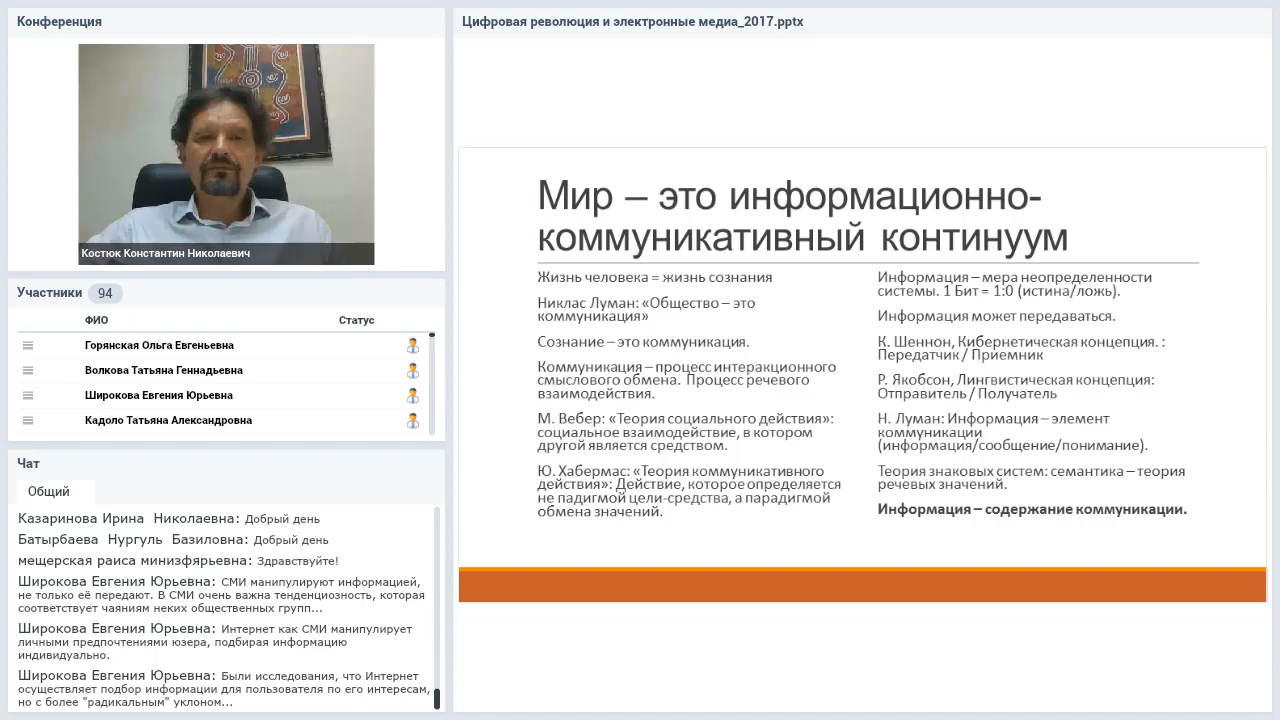 Конференция
Костюк Константин Николаевич
Участники 94
ФИО Статус
Горянская Ольга Евгеньевна
Волкова Татьяна Геннадьевна
Широкова Евгения Юрьевна
Кадоло Татьяна Александровна
Чат
Общий
Казаринова Ирина Николаевна: Добрый день
Батырбаева Нургуль Базиловна: Добрый день
мещерская раиса минизфярьевна: Здравствуйте!
Широкова Евгения Юрьевна: СМИ манипулируют информацией,
не только её передают. В СМИ очень важна тенденциозность, которая
соответствует чаяниям неких общественных групп...
Широкова Евгения Юрьевна: Интернет как СМИ манипулирует
личными предпочтениями юзера, подбирая информацию
индивидуально.
Широкова Евгения Юрьевна: Были исследования, что Интернет
осуществляет подбор информации для пользователя по его интересам,
но с более "радикальным" уклоном...
Цифровая революция и электронные медиа_2017.pptx
Мир – это информационно-
коммуникативный континуум
Жизнь человека = жизнь сознания
Никлас Луман: «Общество – это
коммуникация»
Сознание – это коммуникация.
Коммуникация – процесс интеракционного
смыслового обмена. Процесс речевого
взаимодействия.
М. Вебер: «Теория социального действия»:
социальное взаимодействие, в котором
другой является средством.
Ю. Хабермас: «Теория коммуникативного
действия»: Действие, которое определяется
не падигмой цели-средства, а парадигмой
обмена значений.
Информация – мера неопределенности
системы. 1 Бит = 1:0 (истина/ложь).
Информация может передаваться.
К. Шеннон, Кибернетическая концепция. :
Передатчик / Приемник
Р. Якобсон, Лингвистическая концепция:
Отправитель / Получатель
Н. Луман: Информация – элемент
коммуникации
(информация/сообщение/понимание).
Теория знаковых систем: семантика – теория
речевых значений.
Информация – содержание коммуникации.